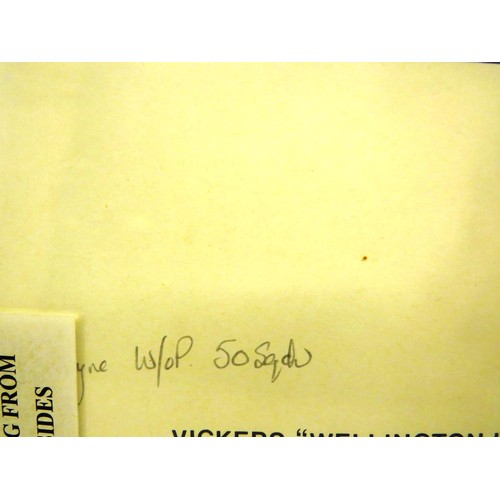 yne W/oP. 50 Sqdn
VICKERS "WELLINGTON
G FROM
IDES